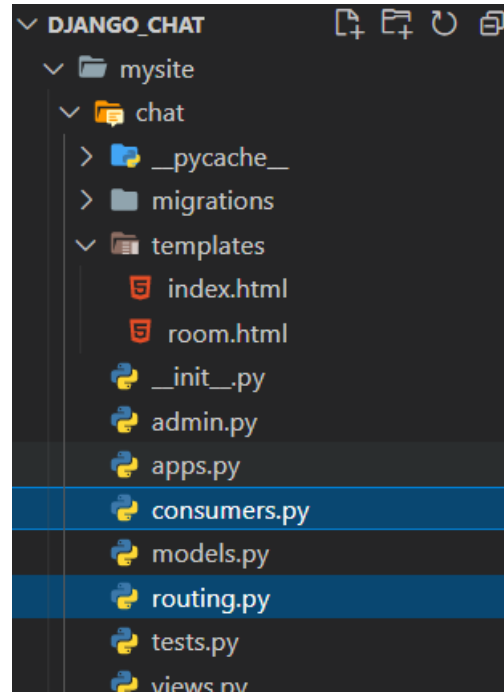 DJANGO_CHAT
mysite
chat
__pycache__
migrations
templates
index.html
room.html
__init__.py
admin.py
apps.py
consumers.py
models.py
routing.py
tests.py
views.py